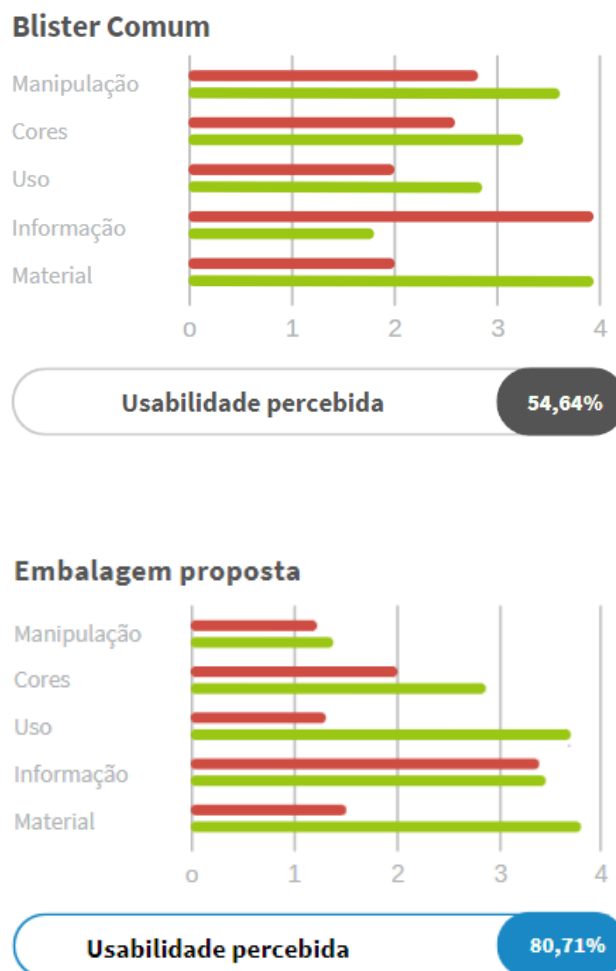 Blister Comum
Manipulação
Cores
Uso
Informação
Material
0 1 2 3 4
Usabilidade percebida 54,64%
Embalagem proposta
Manipulação
Cores
Uso
Informação
Material
0 1 2 3 4
Usabilidade percebida 80,71%